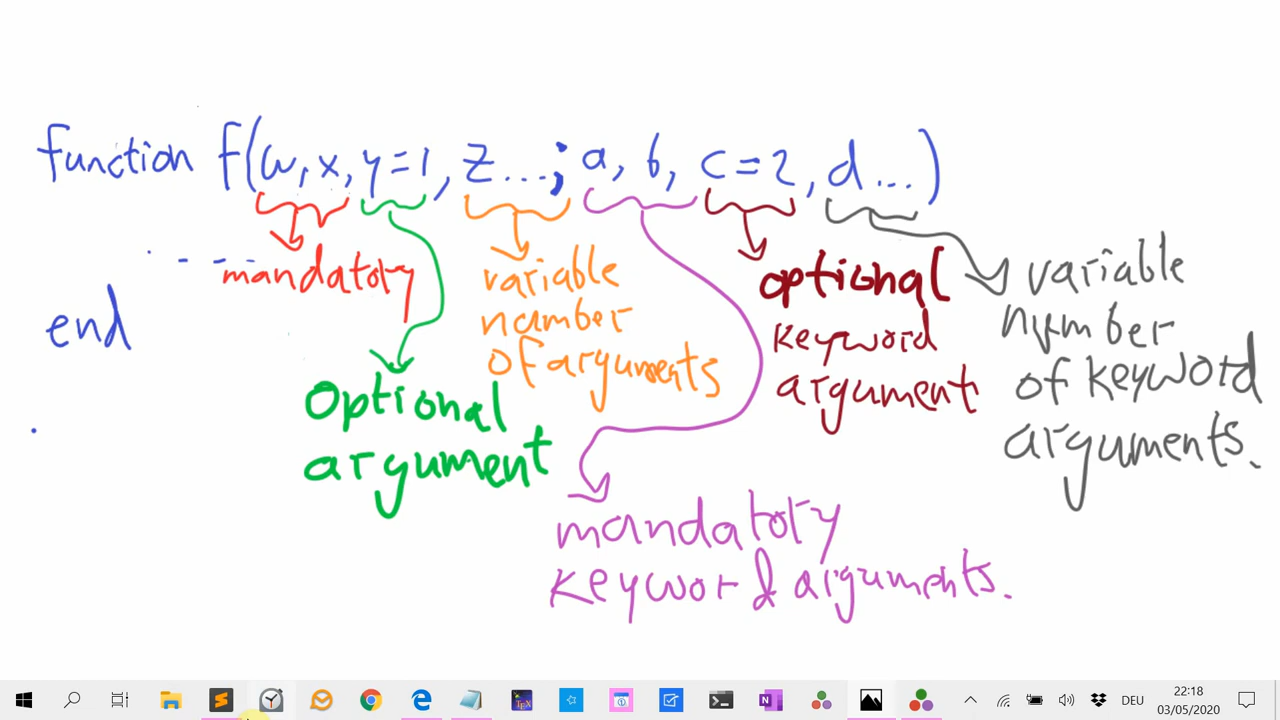 function f(w, x, y=1, z...; a, b, c=2, d...)
mandatory
end
Optional
argument
variable
number
of arguments
mandatory
keyword arguments.
optional
keyword
argument
variable
number
of keyword
arguments.
DEU
22:18
03/05/2020